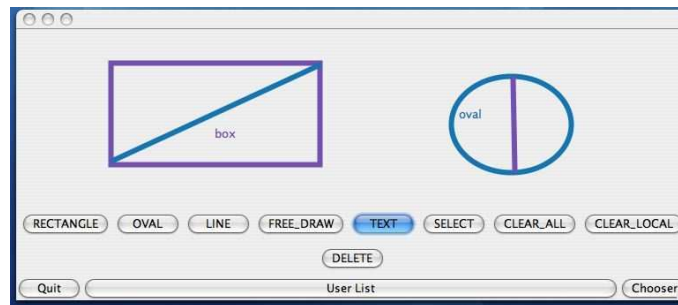 box
oval
RECTANGLE OVAL LINE FREE_DRAW TEXT SELECT CLEAR_ALL CLEAR_LOCAL
DELETE
Quit User List Chooser